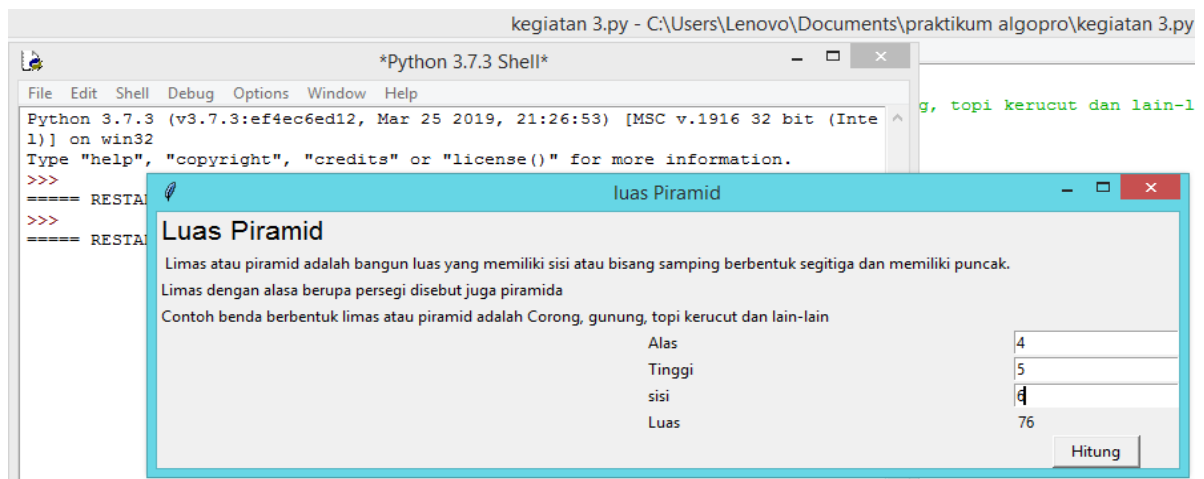 kegiatan 3.py - C:\Users\Lenovo\Documents\praktikum algopro\kegiatan 3.py
*Python 3.7.3 Shell*
File Edit Shell Debug Options Window Help
Python 3.7.3 (v3.7.3:ef4ec6ed12, Mar 25 2019, 21:26:53) [MSC v.1916 32 bit (Inte
l)] on win32
Type "help", "copyright", "credits" or "license()" for more information.
>>>
===== RESTA
>>>
===== RESTA
g, topi kerucut dan lain-l
luas Piramid
Luas Piramid
Limas atau piramid adalah bangun luas yang memiliki sisi atau bisang samping berbentuk segitiga dan memiliki puncak.
Limas dengan alasa berupa persegi disebut juga piramida
Contoh benda berbentuk limas atau piramid adalah Corong, gunung, topi kerucut dan lain-lain
Alas 4
Tinggi 5
sisi 6
Luas 76
Hitung